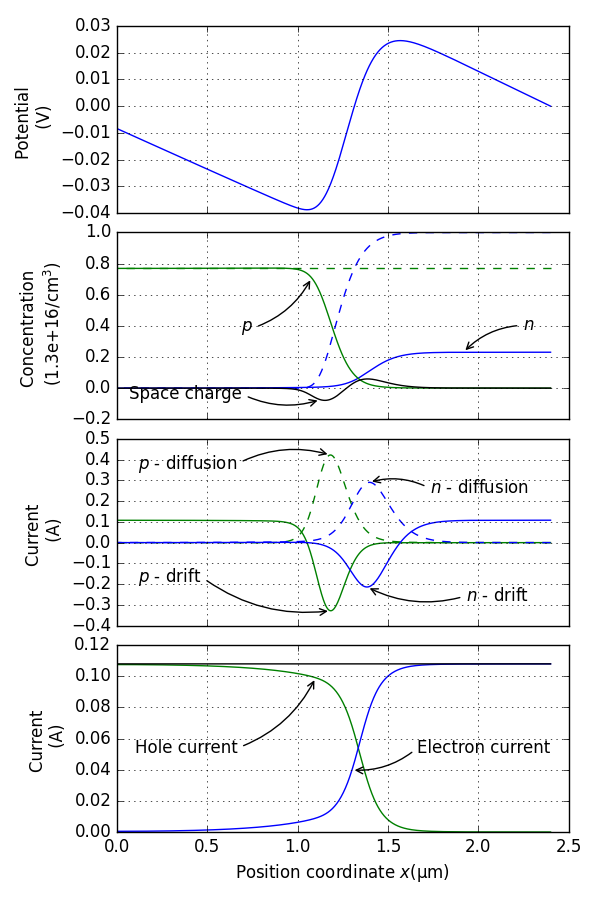 0.03
0.02
0.01
0.00
−0.01
−0.02
−0.03
−0.04
Potential
(V)
1.0
0.8
0.6
0.4
0.2
0.0
−0.2
Concentration
(1.3e+16/cm³)
p
n
Space charge
0.5
0.4
0.3
0.2
0.1
0.0
−0.1
−0.2
−0.3
−0.4
Current
(A)
p - diffusion
n - diffusion
p - drift
n - drift
0.12
0.10
0.08
0.06
0.04
0.02
0.00
Current
(A)
Hole current
Electron current
0.0 0.5 1.0 1.5 2.0 2.5
Position coordinate x(μm)